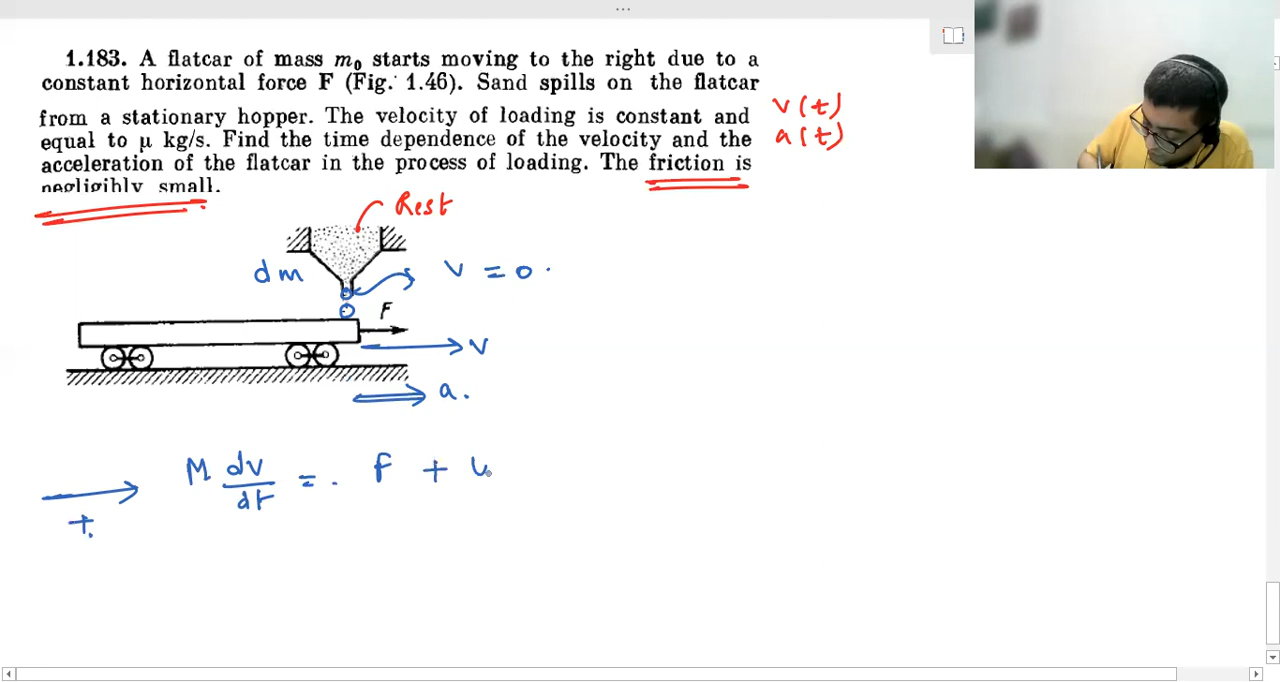 1.183. A flatcar of mass m₀ starts moving to the right due to a
constant horizontal force F (Fig. 1.46). Sand spills on the flatcar
from a stationary hopper. The velocity of loading is constant and
equal to μ kg/s. Find the time dependence of the velocity and the
acceleration of the flatcar in the process of loading. The friction is
negligibly small.
v(t)
a(t)
Rest
dm
v = 0.
F
v
a.
M dv/dt = . F + u
+.